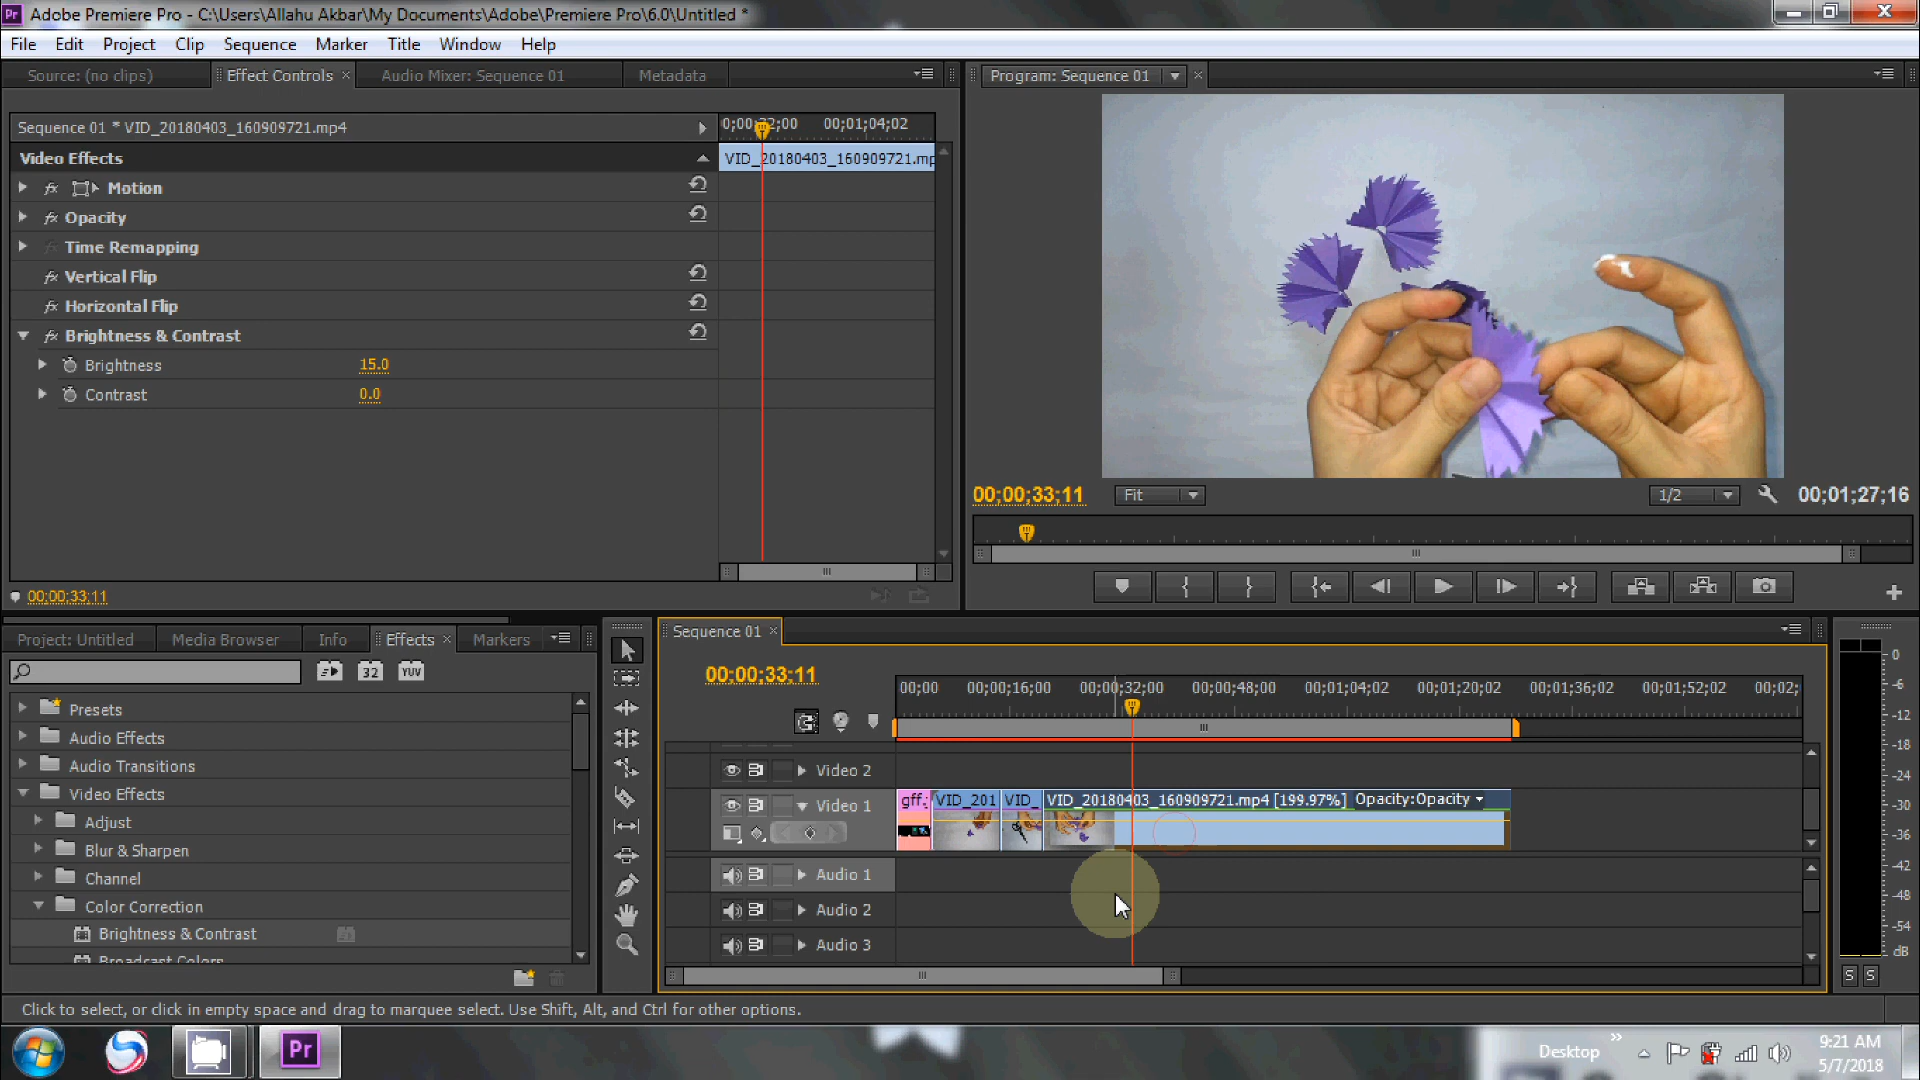 Adobe Premiere Pro - C:\Users\Allahu Akbar\My Documents\Adobe\Premiere Pro\6.0\Untitled *
File Edit Project Clip Sequence Marker Title Window Help
Source: (no clips) Effect Controls Audio Mixer: Sequence 01 Metadata
Program: Sequence 01
Sequence 01 * VID_20180403_160909721.mp4
00;01;04;02
Video Effects
VID_20180403_160909721.mp
fx Motion
fx Opacity
Time Remapping
fx Vertical Flip
fx Horizontal Flip
fx Brightness & Contrast
Brightness 15.0
Contrast 0.0
00;00;33;11 Fit 1/2 00;01;27;16
00;00;33;11
Project: Untitled Media Browser Info Effects Markers
32 YUV
Presets
Audio Effects
Audio Transitions
Video Effects
Adjust
Blur & Sharpen
Channel
Color Correction
Brightness & Contrast
Broadcast Colors
Sequence 01
00;00;33;11
00;00 00;00;16;00 00;00;32;00 00;00;48;00 00;01;04;02 00;01;20;02 00;01;36;02 00;01;52;02 00;02;
Video 2
Video 1
gff. VID_201 VID_ VID_20180403_160909721.mp4 [199.97%] Opacity:Opacity
Audio 1
Audio 2
Audio 3
0
-6
-12
-18
-24
-30
-36
-42
-48
-54
dB
S S
Click to select, or click in empty space and drag to marquee select. Use Shift, Alt, and Ctrl for other options.
Pr
Desktop
9:21 AM
5/7/2018